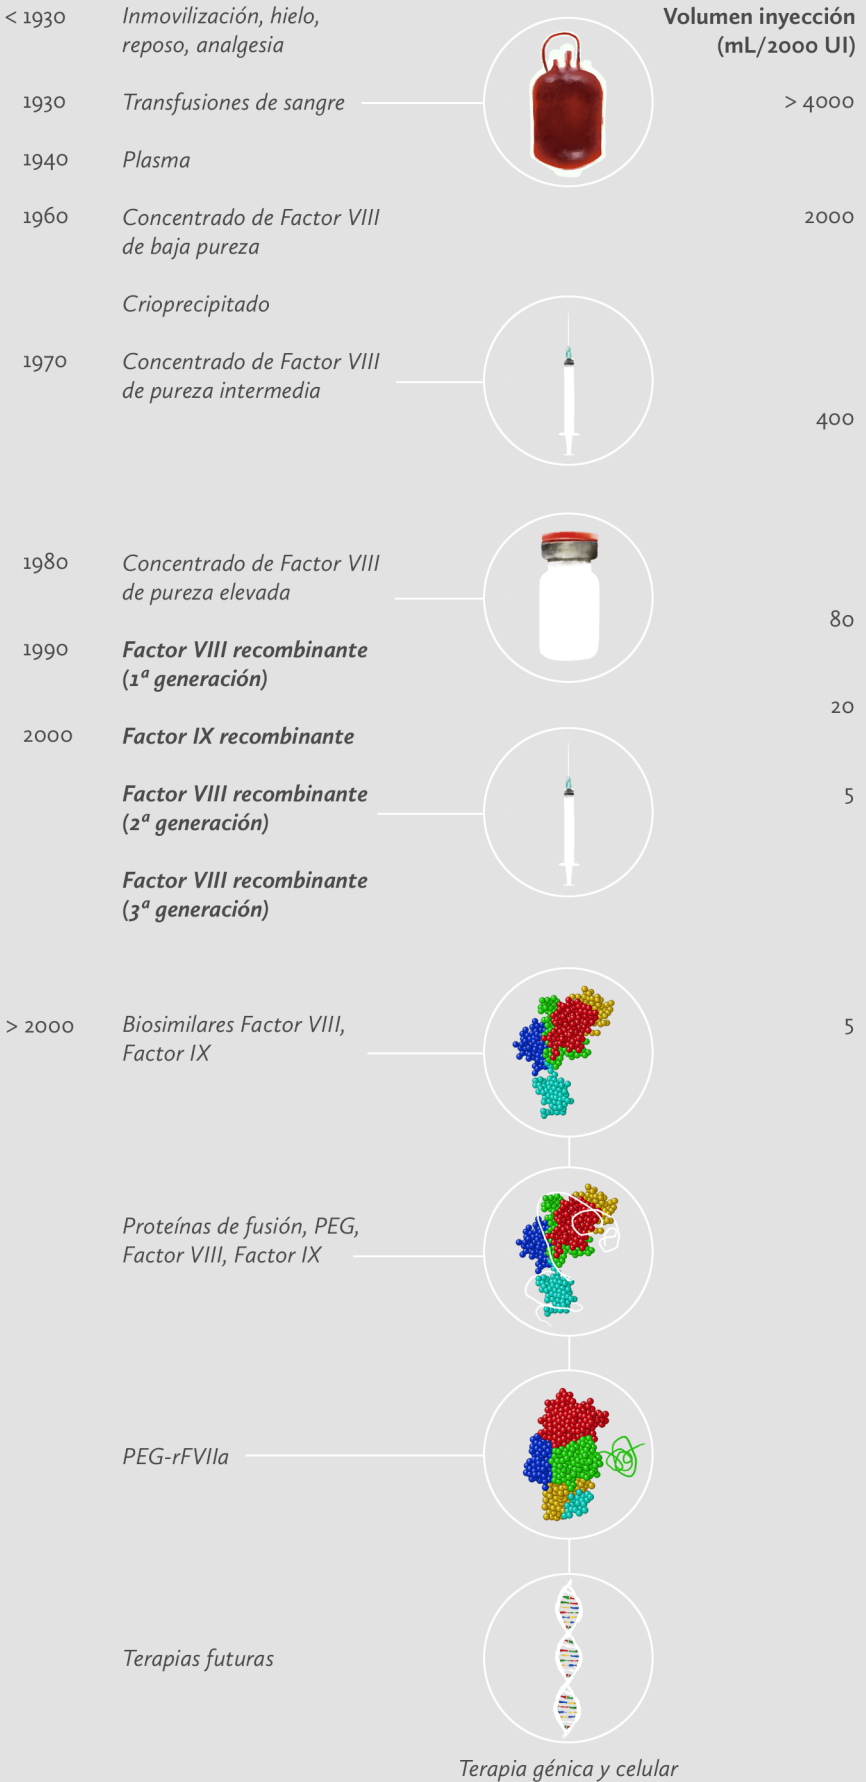 < 1930 Inmovilización, hielo, Volumen inyección
reposo, analgesia (mL/2000 UI)
1930 Transfusiones de sangre > 4000
1940 Plasma
1960 Concentrado de Factor VIII 2000
de baja pureza
Crioprecipitado
1970 Concentrado de Factor VIII
de pureza intermedia
400
1980 Concentrado de Factor VIII
de pureza elevada
80
1990 Factor VIII recombinante
(1ª generación)
20
2000 Factor IX recombinante
Factor VIII recombinante 5
(2ª generación)
Factor VIII recombinante
(3ª generación)
> 2000 Biosimilares Factor VIII, 5
Factor IX
Proteínas de fusión, PEG,
Factor VIII, Factor IX
PEG-rFVIIa
Terapias futuras
Terapia génica y celular